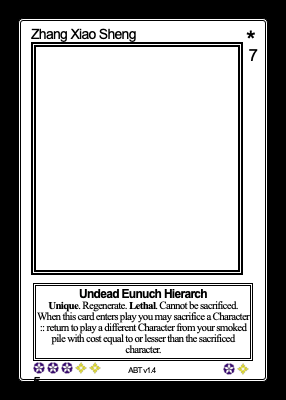 Zhang Xiao Sheng
*
7
Undead Eunuch Hierarch
Unique. Regenerate. Lethal. Cannot be sacrificed.
When this card enters play you may sacrifice a Character
:: return to play a different Character from your smoked
pile with cost equal to or lesser than the sacrificed
character.
ABT v1.4